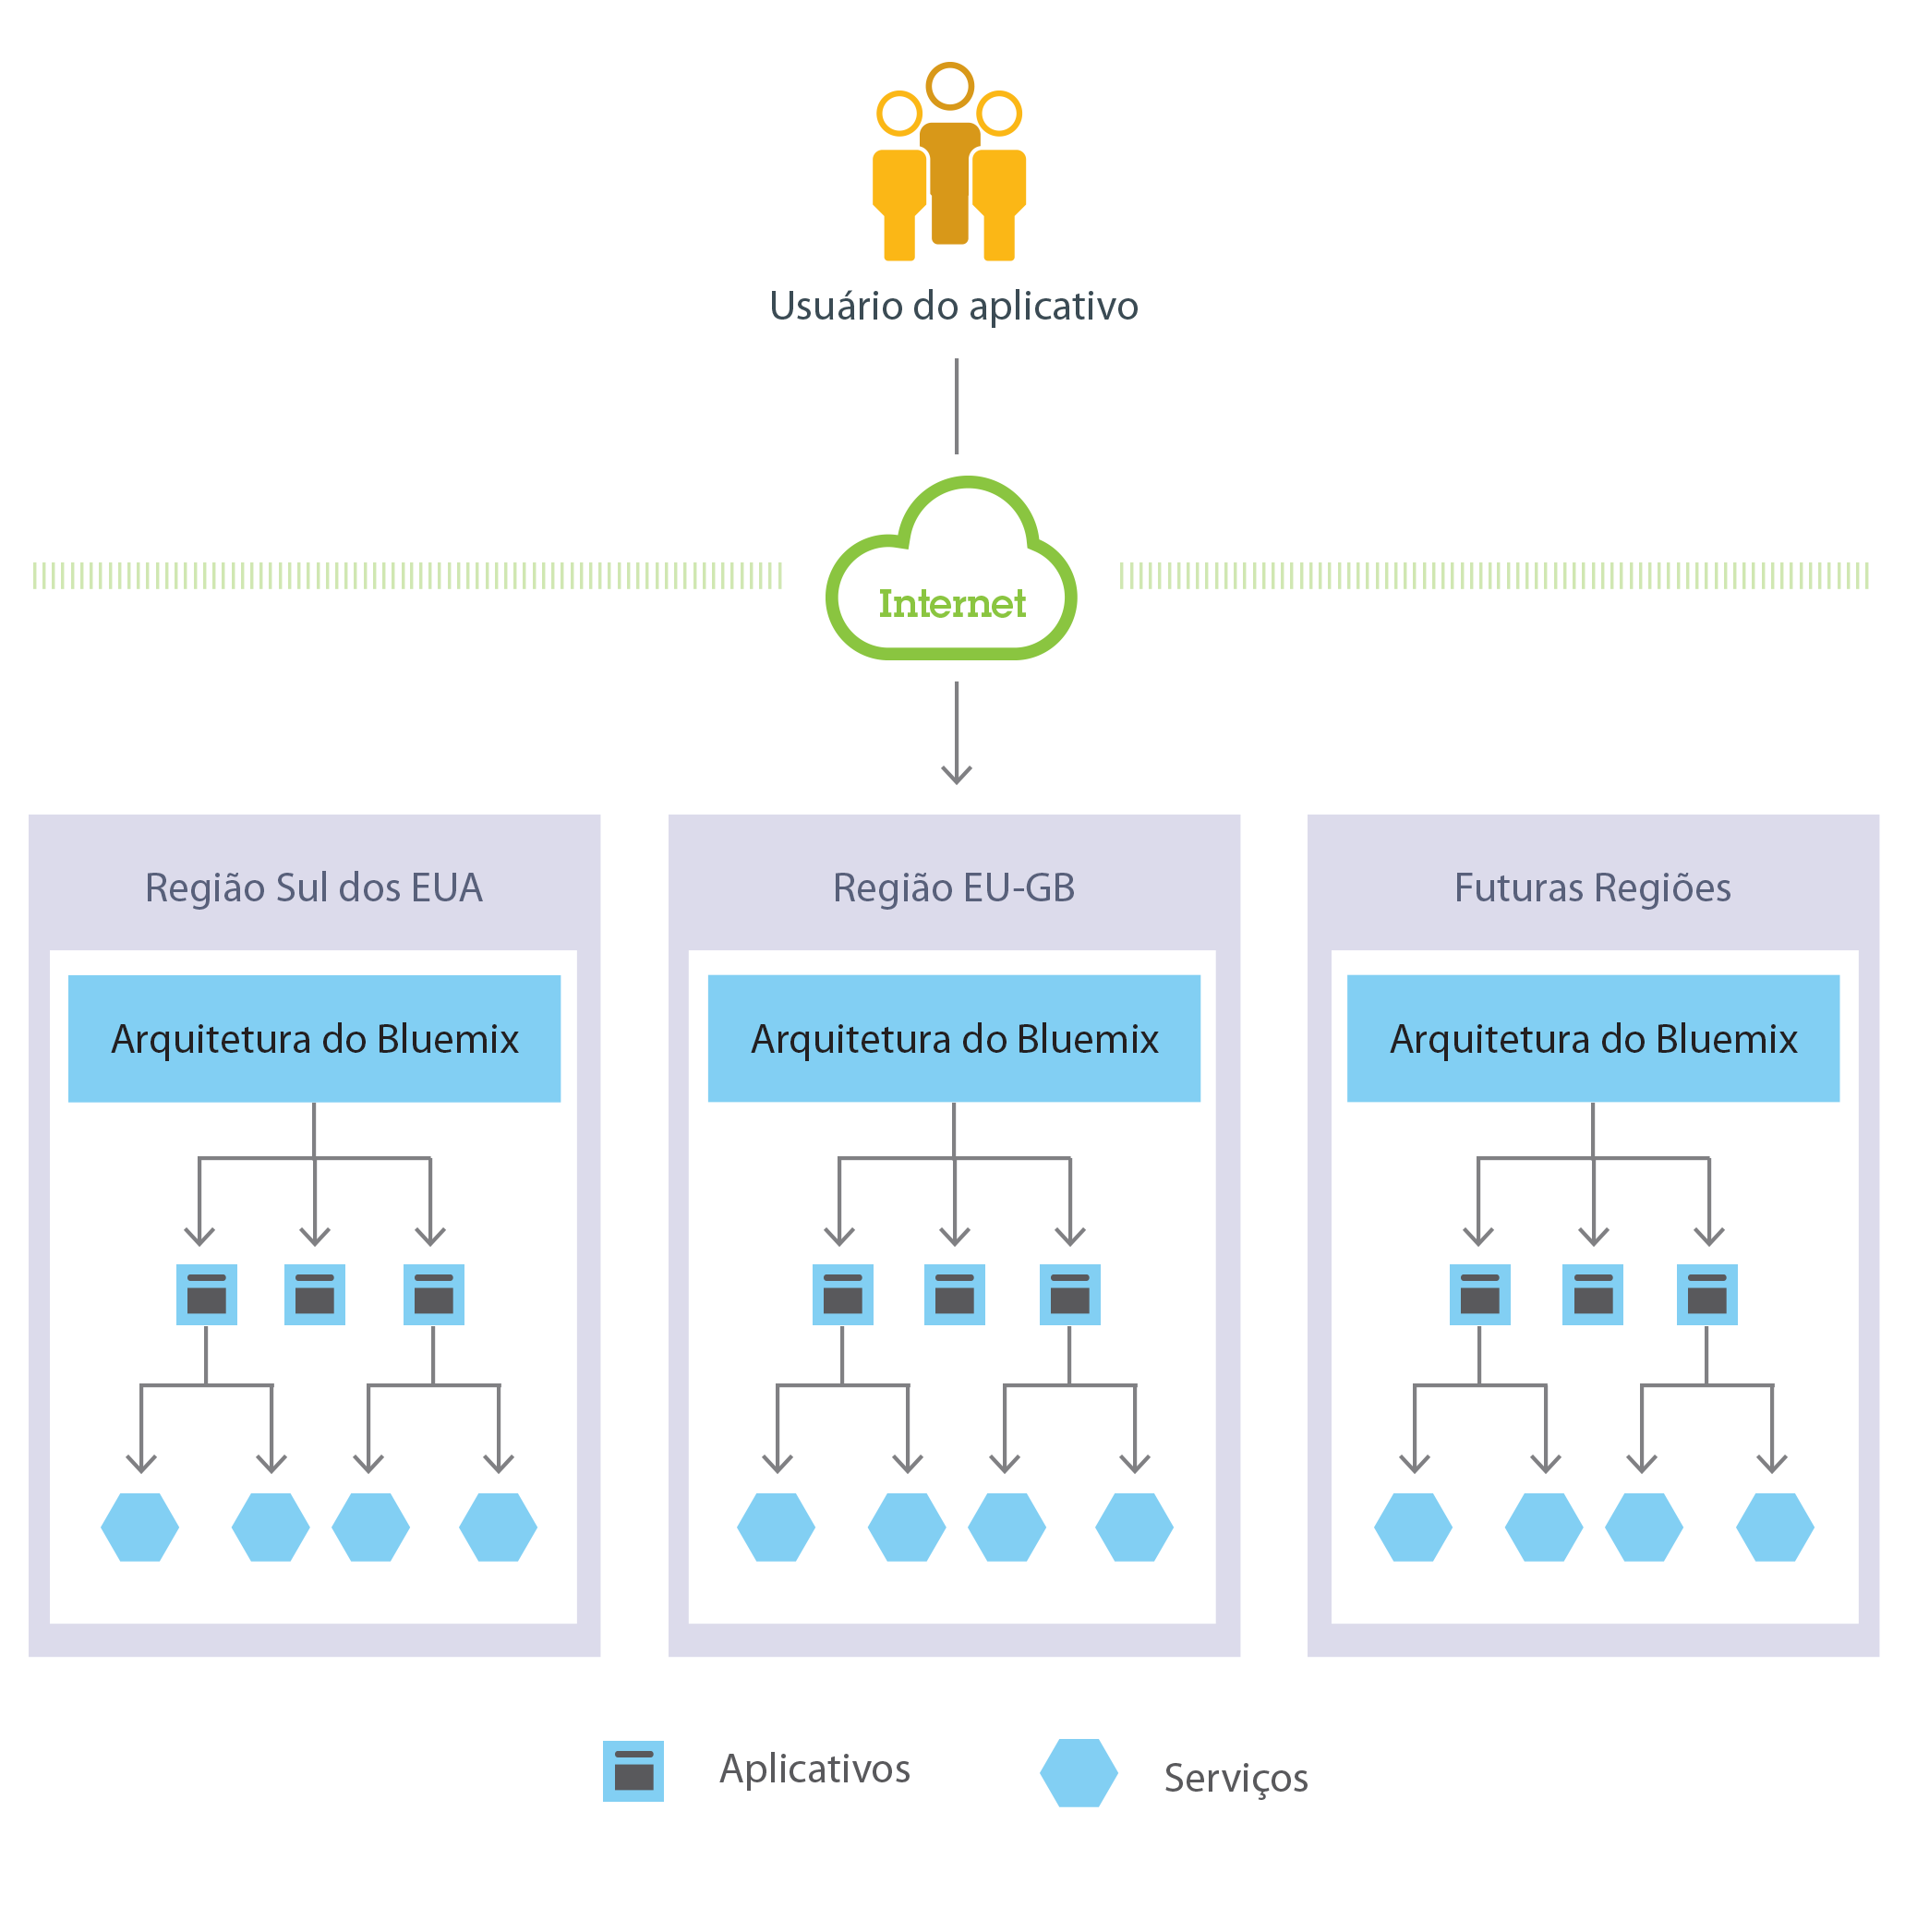 Usuário do aplicativo
Internet
Região Sul dos EUA
Região EU-GB
Futuras Regiões
Arquitetura do Bluemix
Arquitetura do Bluemix
Arquitetura do Bluemix
Aplicativos
Serviços